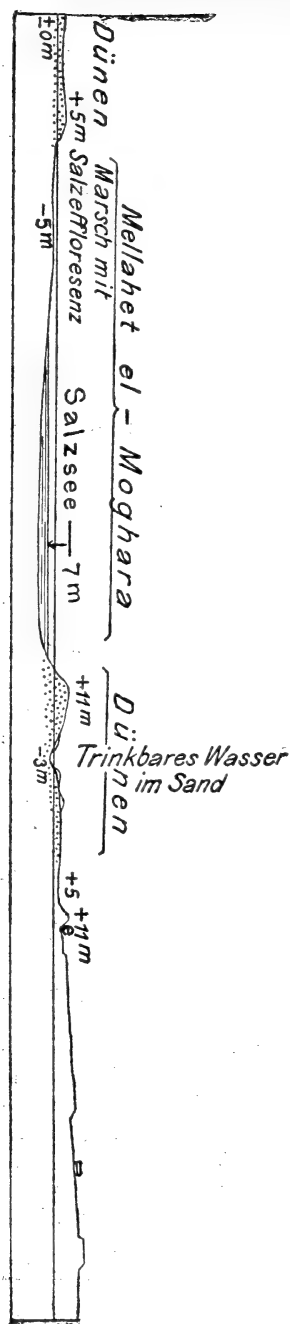 Dünen
±0m
+5m
Mellahet el-Moghara
Marsch mit
Salzeffloresenz
-5m
Salzsee — 7m
Dünen
+11m
Trinkbares Wasser
im Sand
-3m
+5
+11m
e